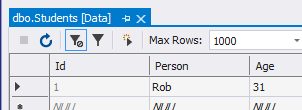 dbo.Students [Data]
Max Rows: 1000
Id Person Age
1 Rob 31
NULL NULL NULL